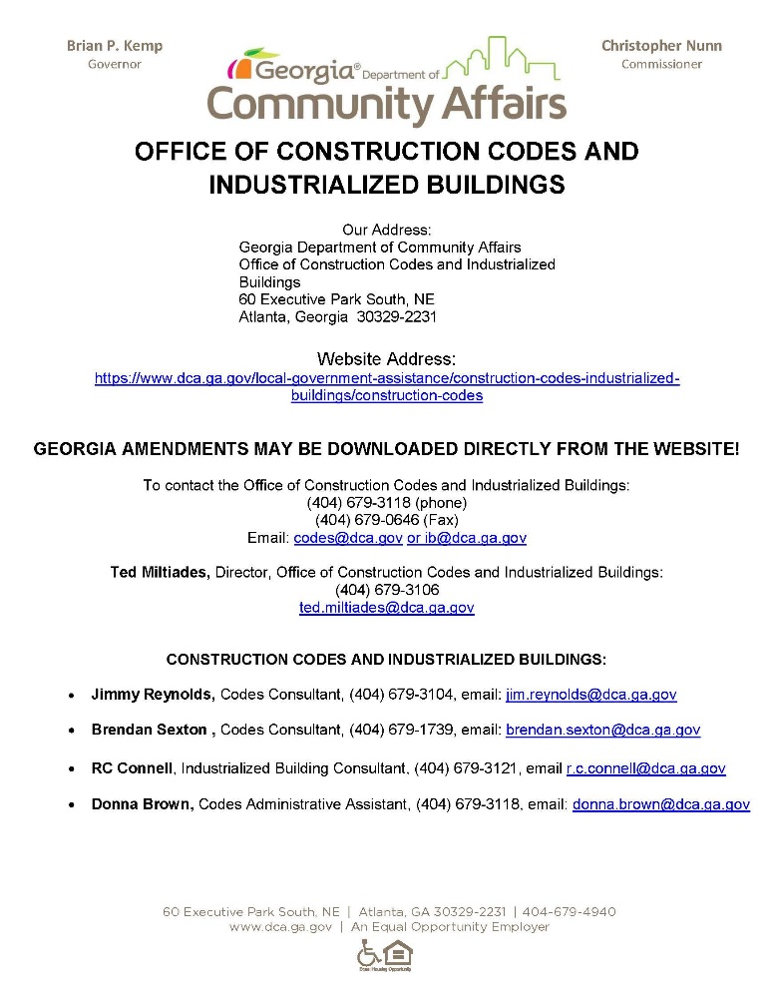 Brian P. Kemp
Governor
Christopher Nunn
Commissioner
Georgia® Department of
Community Affairs
OFFICE OF CONSTRUCTION CODES AND
INDUSTRIALIZED BUILDINGS
Our Address:
Georgia Department of Community Affairs
Office of Construction Codes and Industrialized
Buildings
60 Executive Park South, NE
Atlanta, Georgia 30329-2231
Website Address:
https://www.dca.ga.gov/local-government-assistance/construction-codes-industrialized-
buildings/construction-codes
GEORGIA AMENDMENTS MAY BE DOWNLOADED DIRECTLY FROM THE WEBSITE!
To contact the Office of Construction Codes and Industrialized Buildings:
(404) 679-3118 (phone)
(404) 679-0646 (Fax)
Email: codes@dca.gov or ib@dca.ga.gov
Ted Miltiades, Director, Office of Construction Codes and Industrialized Buildings:
(404) 679-3106
ted.miltiades@dca.ga.gov
CONSTRUCTION CODES AND INDUSTRIALIZED BUILDINGS:
• Jimmy Reynolds, Codes Consultant, (404) 679-3104, email: jim.reynolds@dca.ga.gov
• Brendan Sexton , Codes Consultant, (404) 679-1739, email: brendan.sexton@dca.ga.gov
• RC Connell, Industrialized Building Consultant, (404) 679-3121, email r.c.connell@dca.ga.gov
• Donna Brown, Codes Administrative Assistant, (404) 679-3118, email: donna.brown@dca.ga.gov
60 Executive Park South, NE | Atlanta, GA 30329-2231 | 404-679-4940
www.dca.ga.gov | An Equal Opportunity Employer
Equal Housing Opportunity